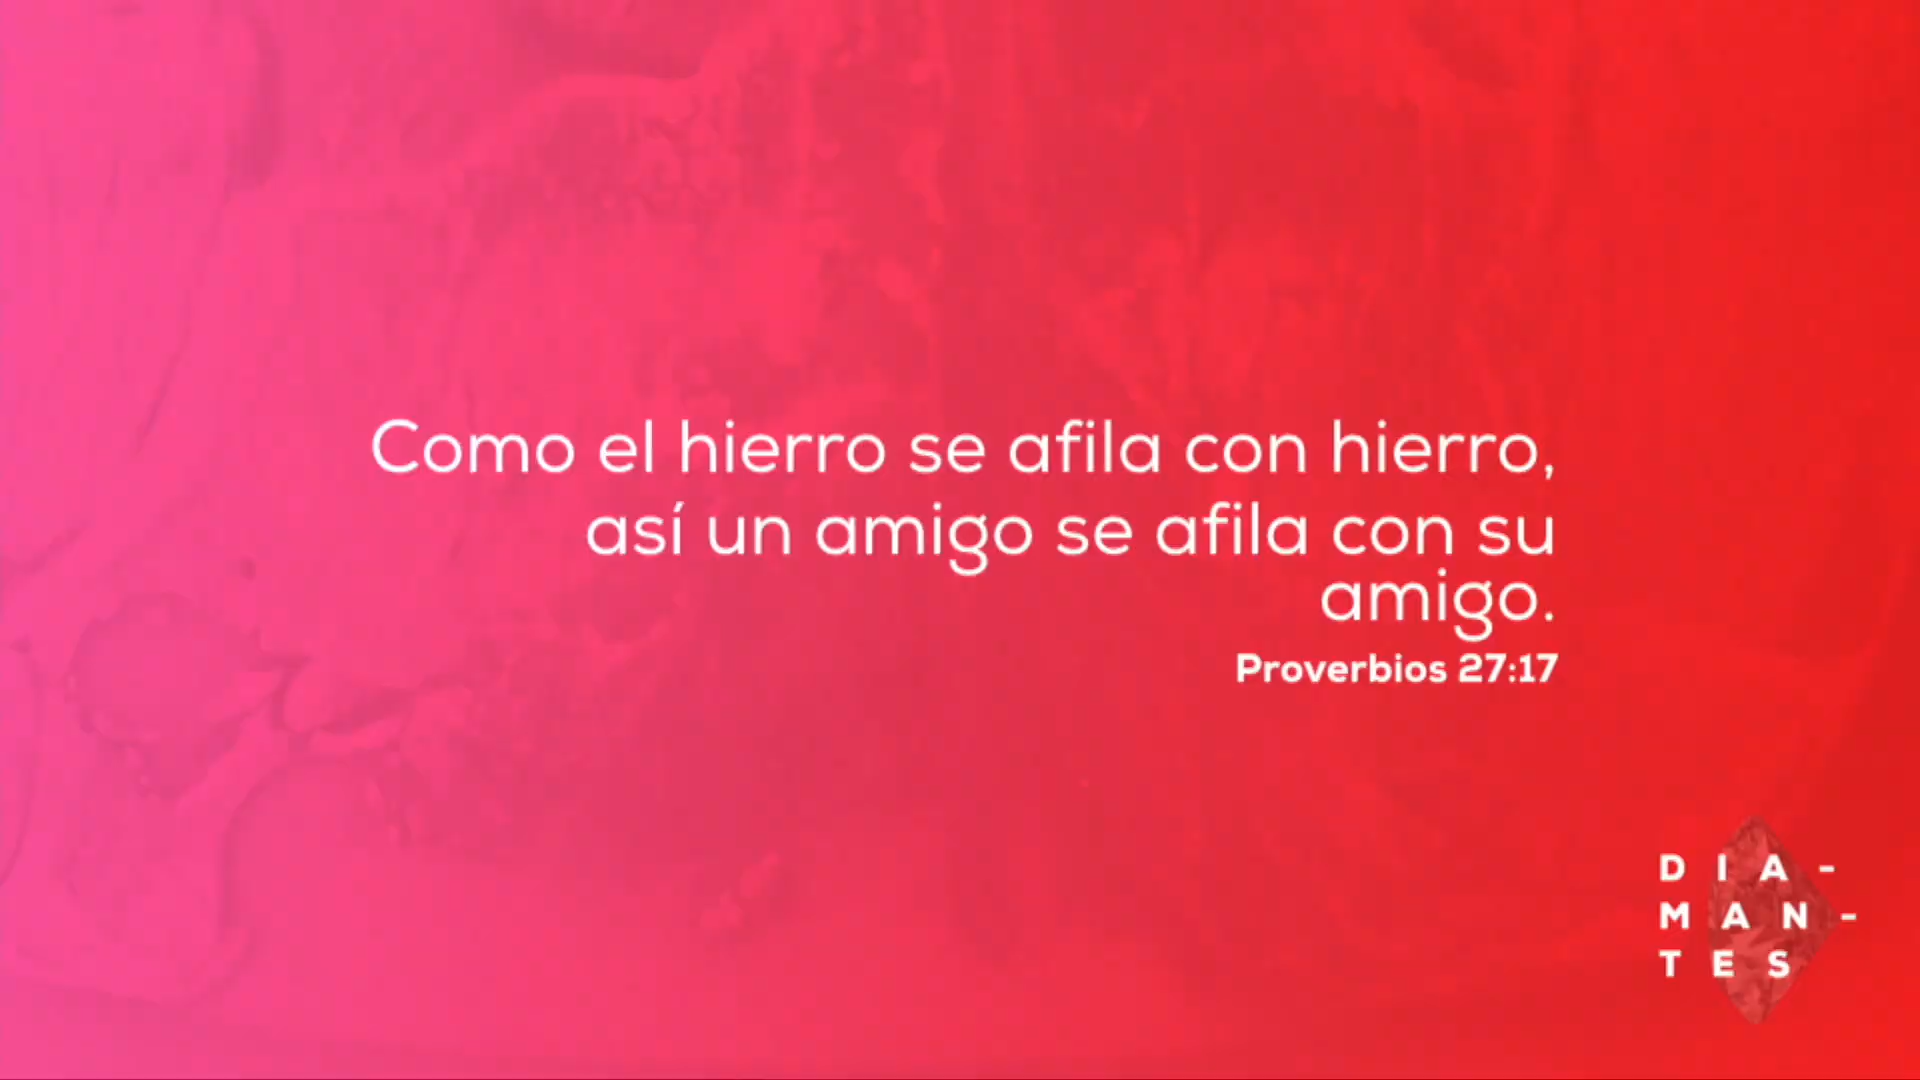 Como el hierro se afila con hierro,
así un amigo se afila con su
amigo.
Proverbios 27:17
DIA-
MAN-
TES